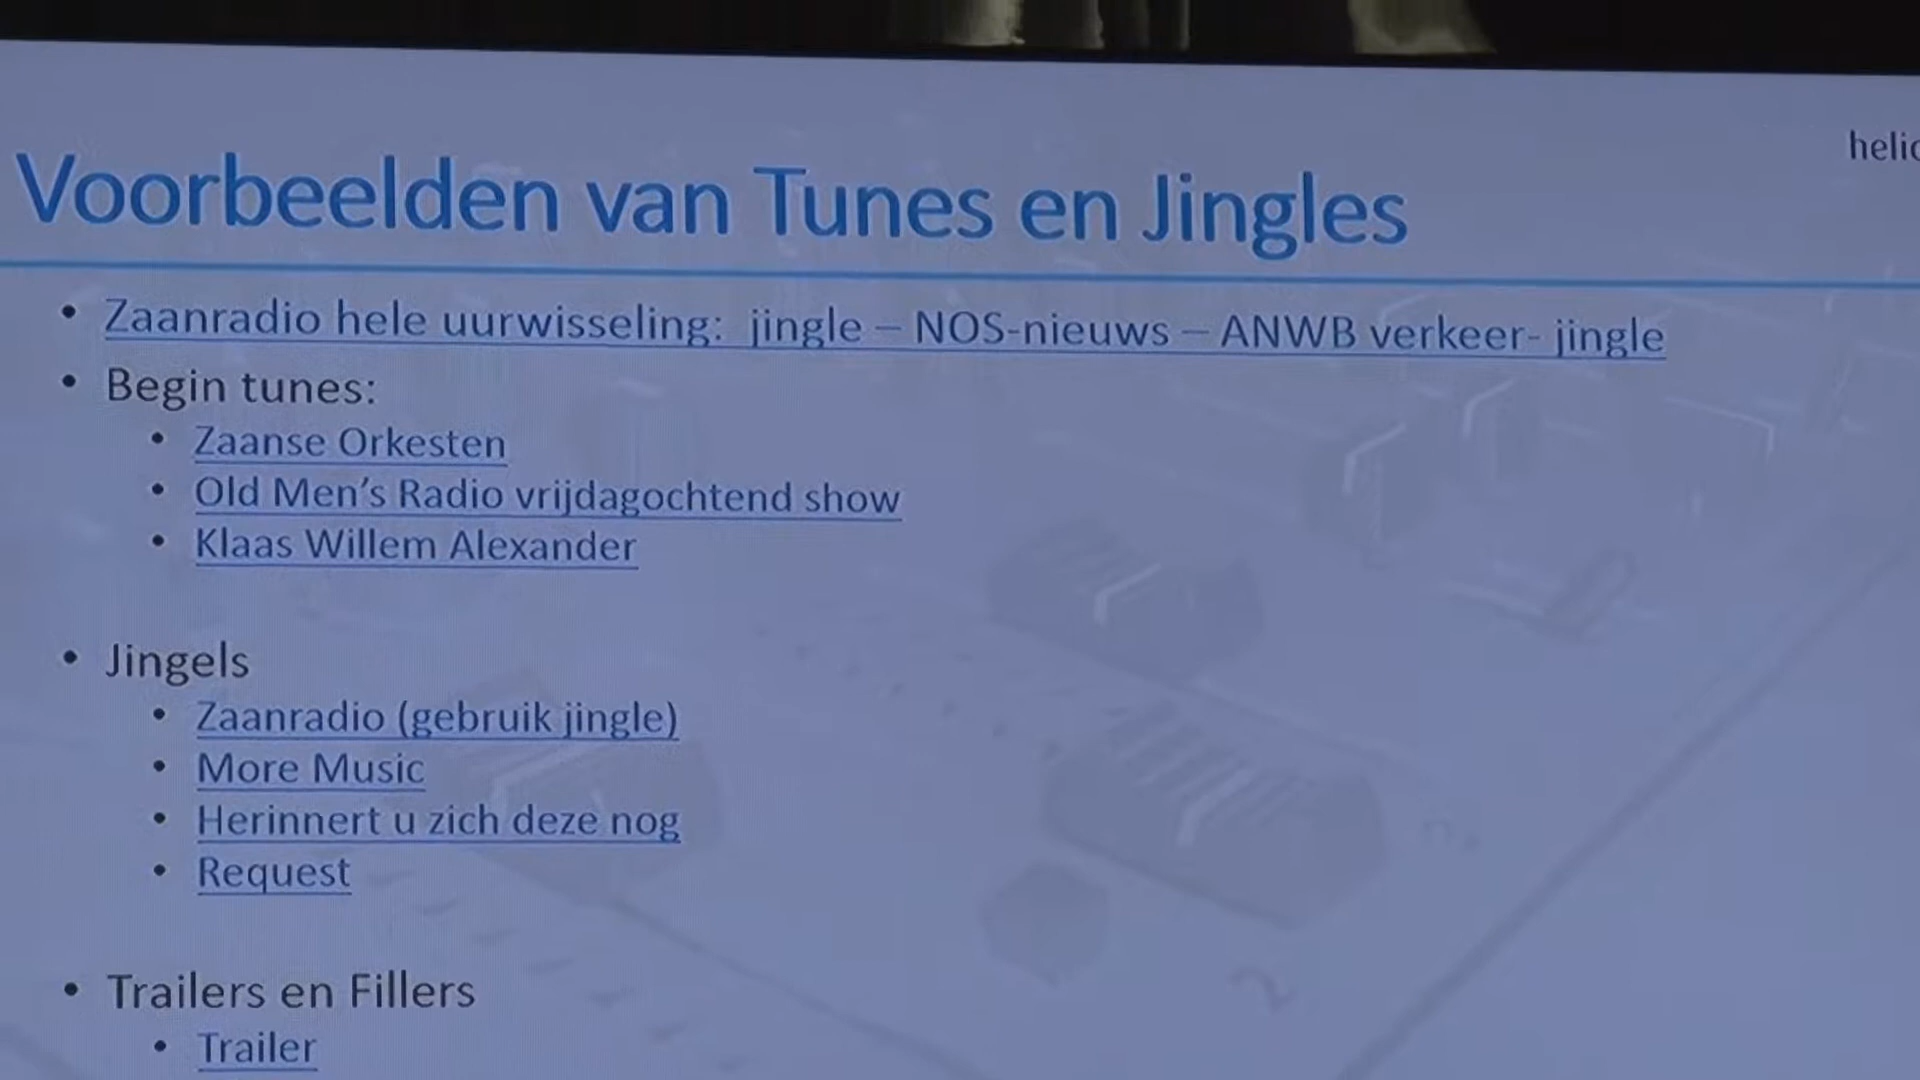 Voorbeelden van Tunes en Jingles
• Zaanradio hele uurwisseling: jingle – NOS-nieuws – ANWB verkeer- jingle
• Begin tunes:
• Zaanse Orkesten
• Old Men's Radio vrijdagochtend show
• Klaas Willem Alexander
• Jingels
• Zaanradio (gebruik jingle)
• More Music
• Herinnert u zich deze nog
• Request
• Trailers en Fillers
• Trailer